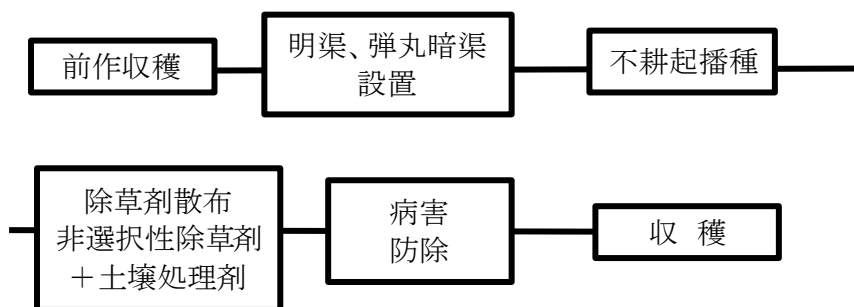 前作収穫
明渠、弾丸暗渠
設置
不耕起播種
除草剤散布
非選択性除草剤
＋土壌処理剤
病害
防除
収 穫